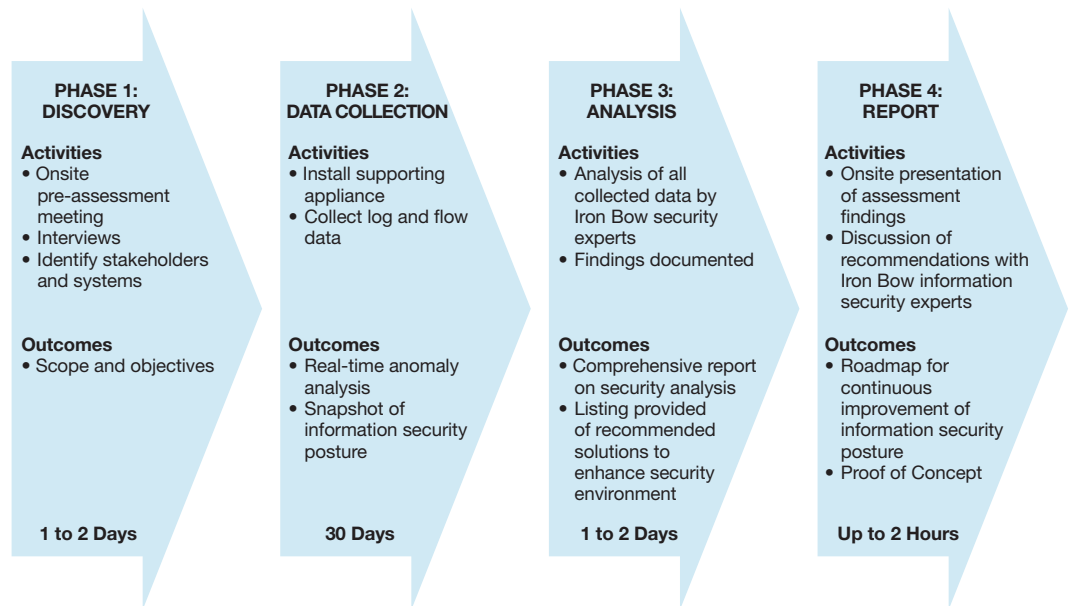 PHASE 1:
DISCOVERY
Activities
• Onsite
pre-assessment
meeting
• Interviews
• Identify stakeholders
and systems
Outcomes
• Scope and objectives
1 to 2 Days
PHASE 2:
DATA COLLECTION
Activities
• Install supporting
appliance
• Collect log and flow
data
Outcomes
• Real-time anomaly
analysis
• Snapshot of
information security
posture
30 Days
PHASE 3:
ANALYSIS
Activities
• Analysis of all
collected data by
Iron Bow security
experts
• Findings documented
Outcomes
• Comprehensive report
on security analysis
• Listing provided
of recommended
solutions to
enhance security
environment
1 to 2 Days
PHASE 4:
REPORT
Activities
• Onsite presentation
of assessment
findings
• Discussion of
recommendations with
Iron Bow information
security experts
Outcomes
• Roadmap for
continuous
improvement of
information security
posture
• Proof of Concept
Up to 2 Hours